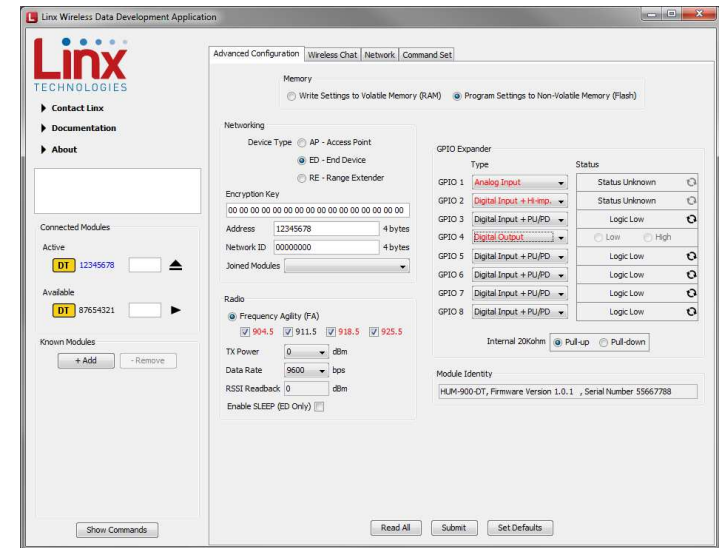 Linx Wireless Data Development Application
Linx
TECHNOLOGIES
Contact Linx
Documentation
About
Connected Modules
Active
DT 12345678
Available
DT 87654321
Known Modules
+ Add - Remove
Show Commands
Advanced Configuration Wireless Chat Network Command Set
Memory
Write Settings to Volatile Memory (RAM) Program Settings to Non-Volatile Memory (Flash)
Networking
Device Type AP - Access Point
ED - End Device
RE - Range Extender
Encryption Key
00 00 00 00 00 00 00 00 00 00 00 00 00 00 00 00
Address 12345678 4 bytes
Network ID 00000000 4 bytes
Joined Modules
Radio
Frequency Agility (FA)
904.5 911.5 918.5 925.5
TX Power 0 dBm
Data Rate 9600 bps
RSSI Readback 0 dBm
Enable SLEEP (ED Only)
GPIO Expander
Type Status
GPIO 1 Analog Input Status Unknown
GPIO 2 Digital Input + Hi-imp. Status Unknown
GPIO 3 Digital Input + PU/PD Logic Low
GPIO 4 Digital Output Low High
GPIO 5 Digital Input + PU/PD Logic Low
GPIO 6 Digital Input + PU/PD Logic Low
GPIO 7 Digital Input + PU/PD Logic Low
GPIO 8 Digital Input + PU/PD Logic Low
Internal 20Kohm Pull-up Pull-down
Module Identity
HUM-900-DT, Firmware Version 1.0.1 , Serial Number 55667788
Read All Submit Set Defaults